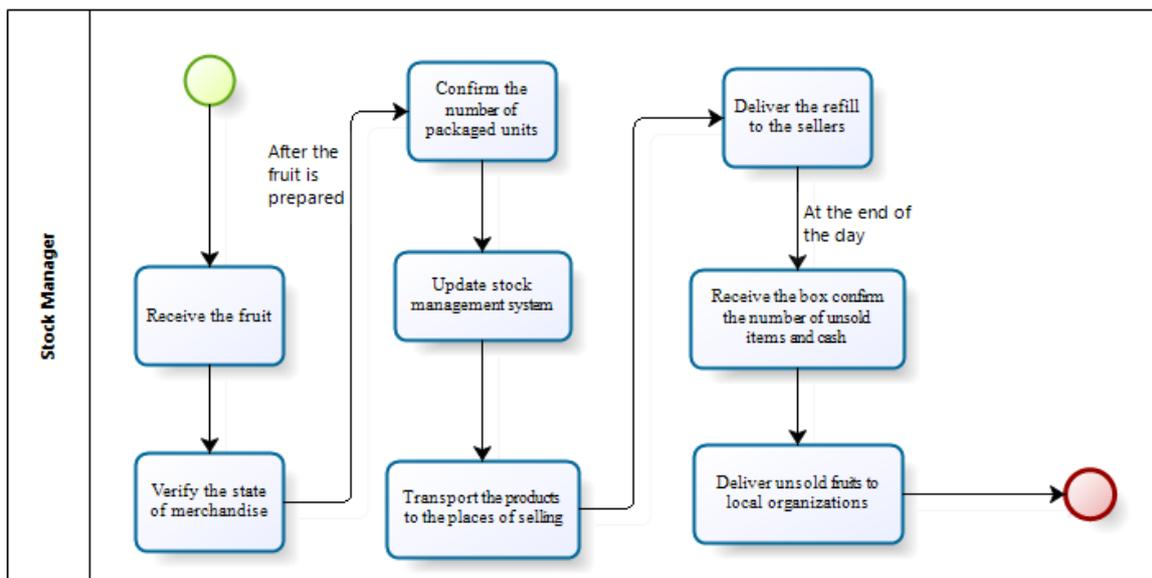 Stock Manager
Receive the fruit
Verify the state
of merchandise
After the
fruit is
prepared
Confirm the
number of
packaged units
Update stock
management system
Transport the products
to the places of selling
Deliver the refill
to the sellers
At the end of
the day
Receive the box confirm
the number of unsold
items and cash
Deliver unsold fruits to
local organizations